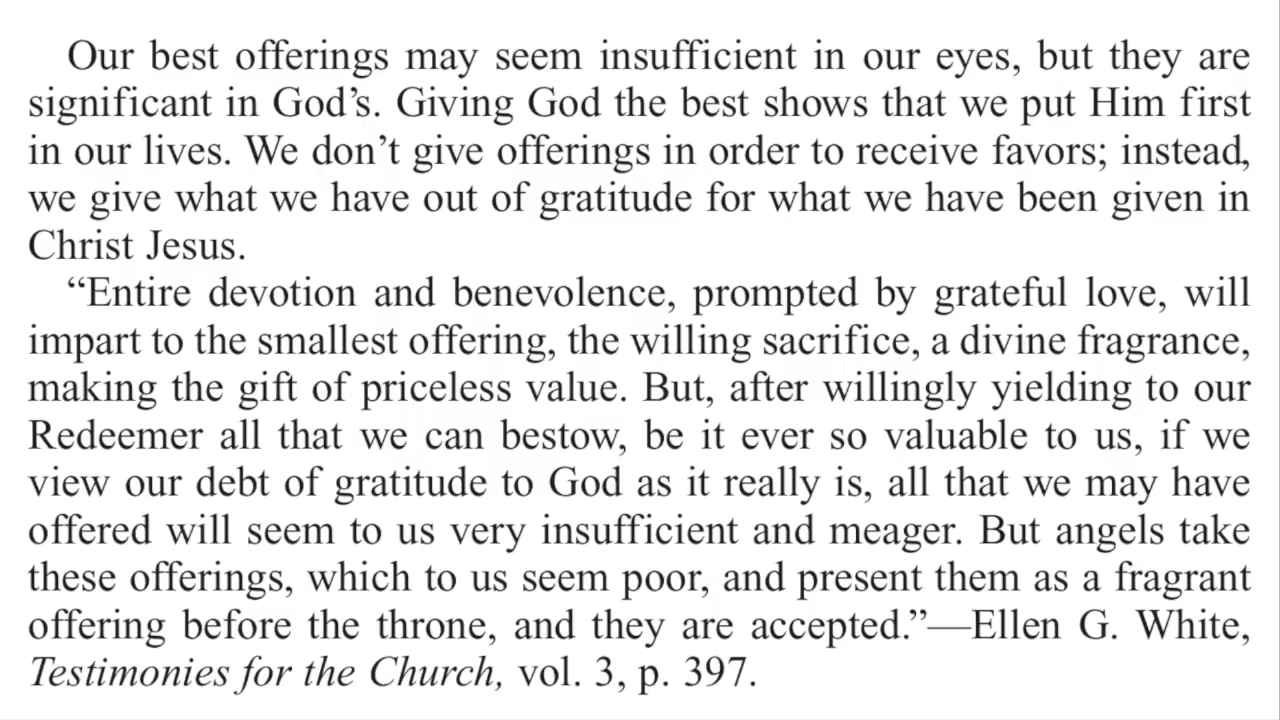 Our best offerings may seem insufficient in our eyes, but they are
significant in God’s. Giving God the best shows that we put Him first
in our lives. We don’t give offerings in order to receive favors; instead,
we give what we have out of gratitude for what we have been given in
Christ Jesus.
“Entire devotion and benevolence, prompted by grateful love, will
impart to the smallest offering, the willing sacrifice, a divine fragrance,
making the gift of priceless value. But, after willingly yielding to our
Redeemer all that we can bestow, be it ever so valuable to us, if we
view our debt of gratitude to God as it really is, all that we may have
offered will seem to us very insufficient and meager. But angels take
these offerings, which to us seem poor, and present them as a fragrant
offering before the throne, and they are accepted.”—Ellen G. White,
Testimonies for the Church, vol. 3, p. 397.